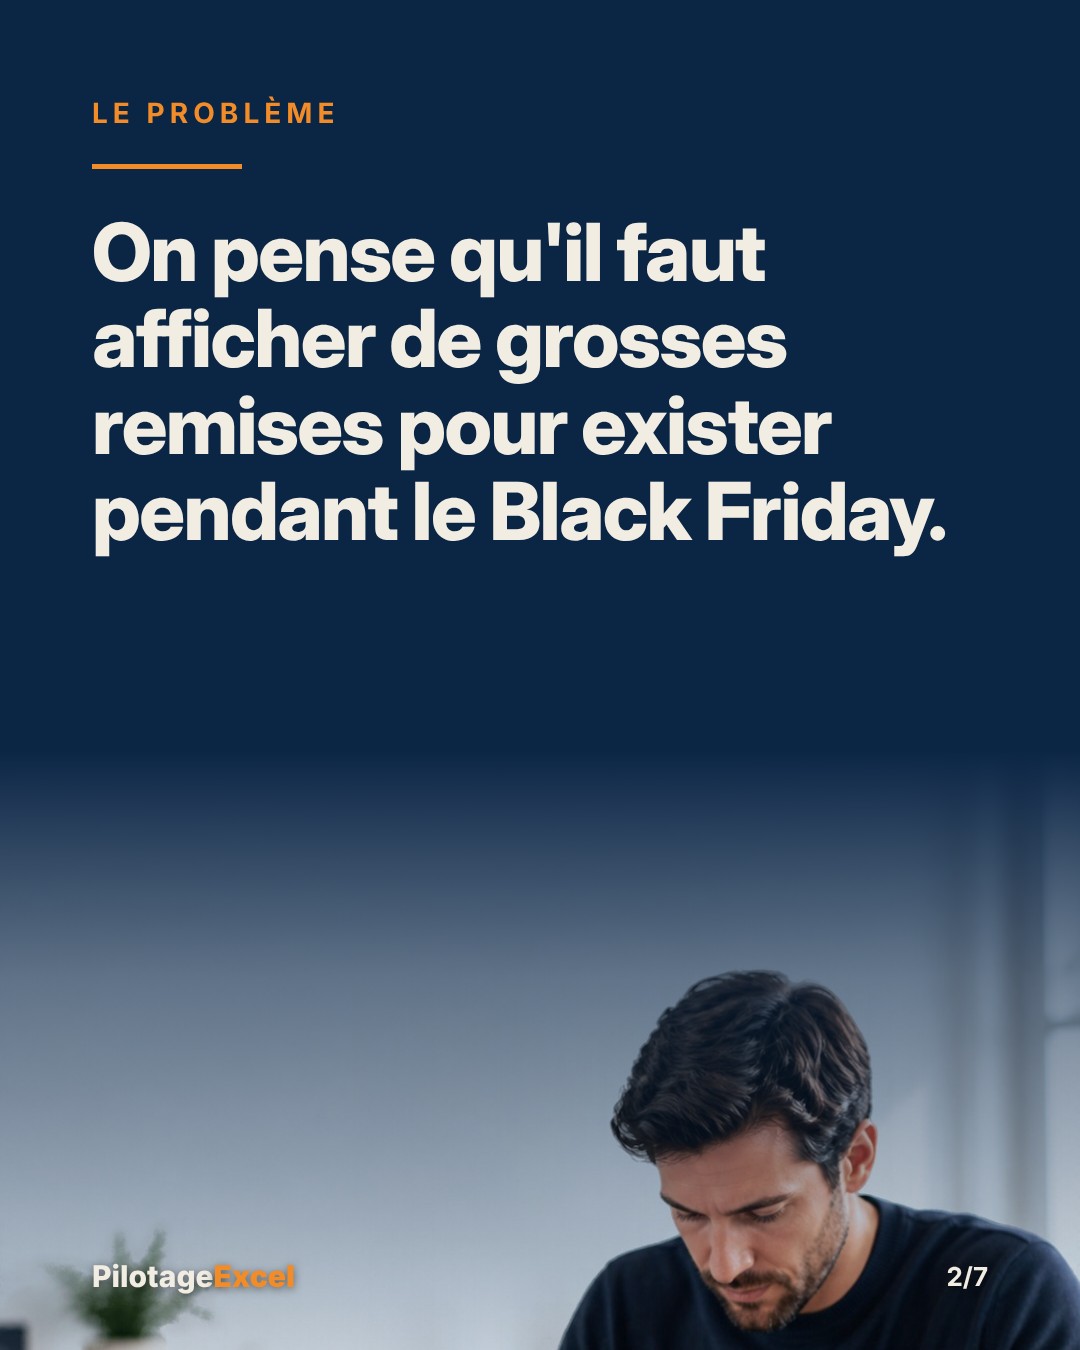 LE PROBLÈME
On pense qu'il faut
afficher de grosses
remises pour exister
pendant le Black Friday.
PilotageExcel
2/7